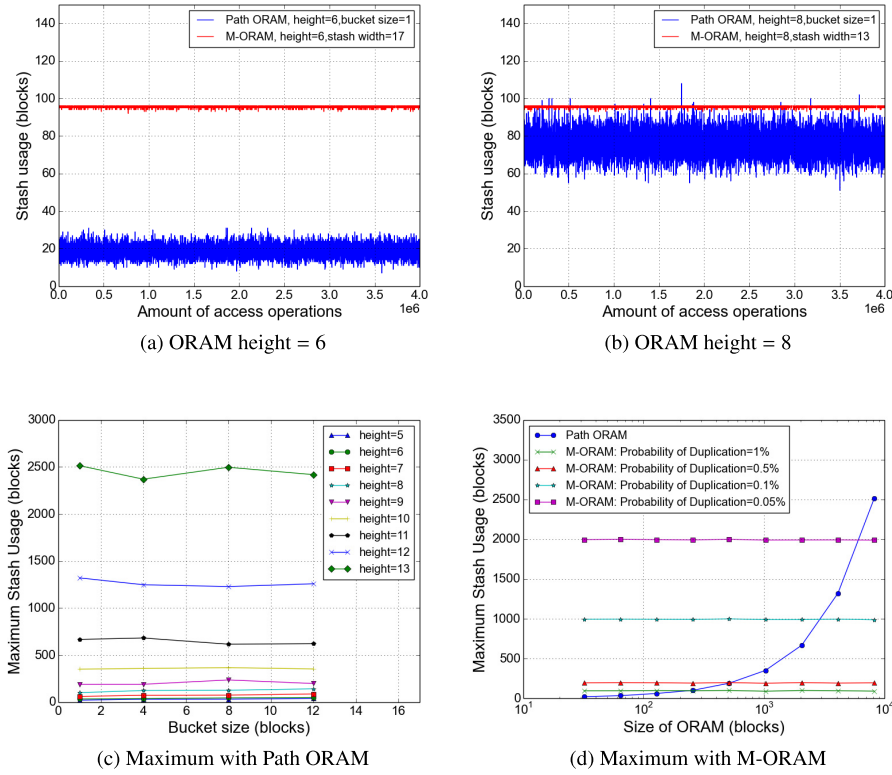 140
120
100
80
60
40
20
0
Stash usage (blocks)
Path ORAM, height=6,bucket size=1
M-ORAM, height=6,stash width=17
0.0 0.5 1.0 1.5 2.0 2.5 3.0 3.5 4.0
1e6
Amount of access operations
(a) ORAM height = 6
140
120
100
80
60
40
20
0
Stash usage (blocks)
Path ORAM, height=8,bucket size=1
M-ORAM, height=8,stash width=13
0.0 0.5 1.0 1.5 2.0 2.5 3.0 3.5 4.0
1e6
Amount of access operations
(b) ORAM height = 8
3000
2500
2000
1500
1000
500
0
Maximum Stash Usage (blocks)
height=5
height=6
height=7
height=8
height=9
height=10
height=11
height=12
height=13
0 2 4 6 8 10 12 14 16
Bucket size (blocks)
(c) Maximum with Path ORAM
3500
3000
2500
2000
1500
1000
500
0
Maximum Stash Usage (blocks)
Path ORAM
M-ORAM: Probability of Duplication=1%
M-ORAM: Probability of Duplication=0.5%
M-ORAM: Probability of Duplication=0.1%
M-ORAM: Probability of Duplication=0.05%
10¹ 10² 10³ 10⁴
Size of ORAM (blocks)
(d) Maximum with M-ORAM